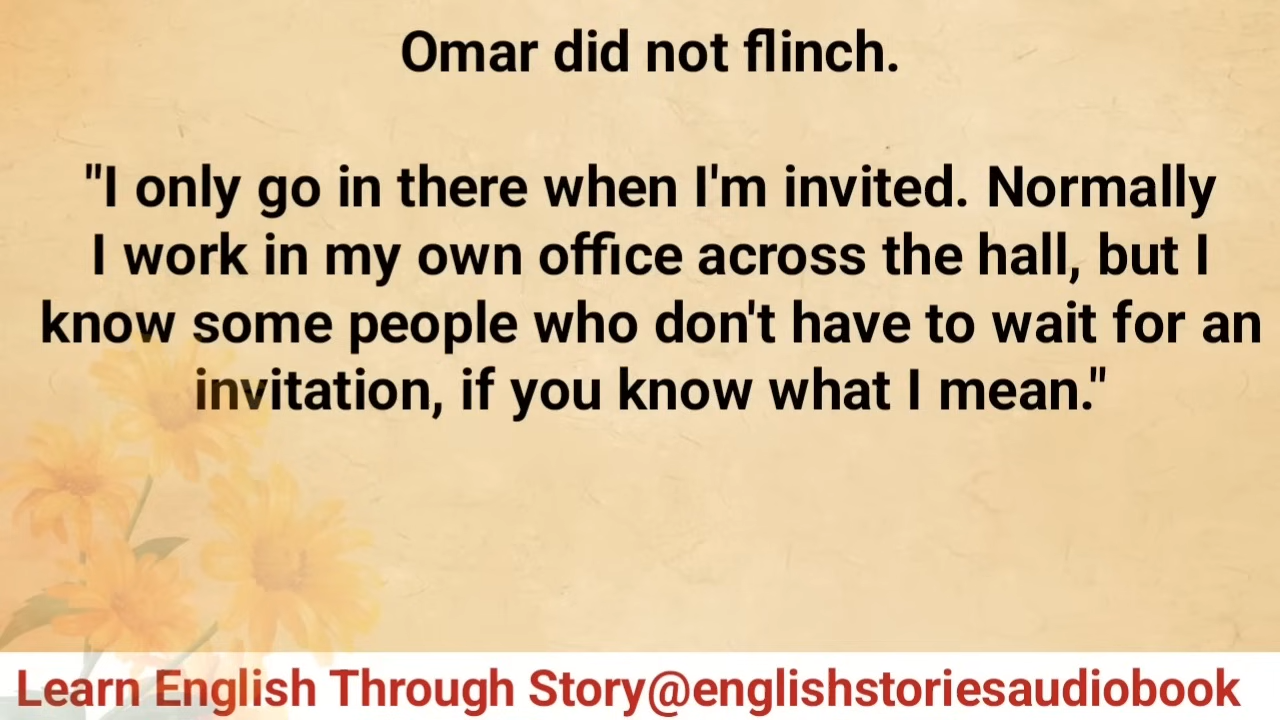 Omar did not flinch.
"I only go in there when I'm invited. Normally
I work in my own office across the hall, but I
know some people who don't have to wait for an
invitation, if you know what I mean."
Learn English Through Story@englishstoriesaudiobook